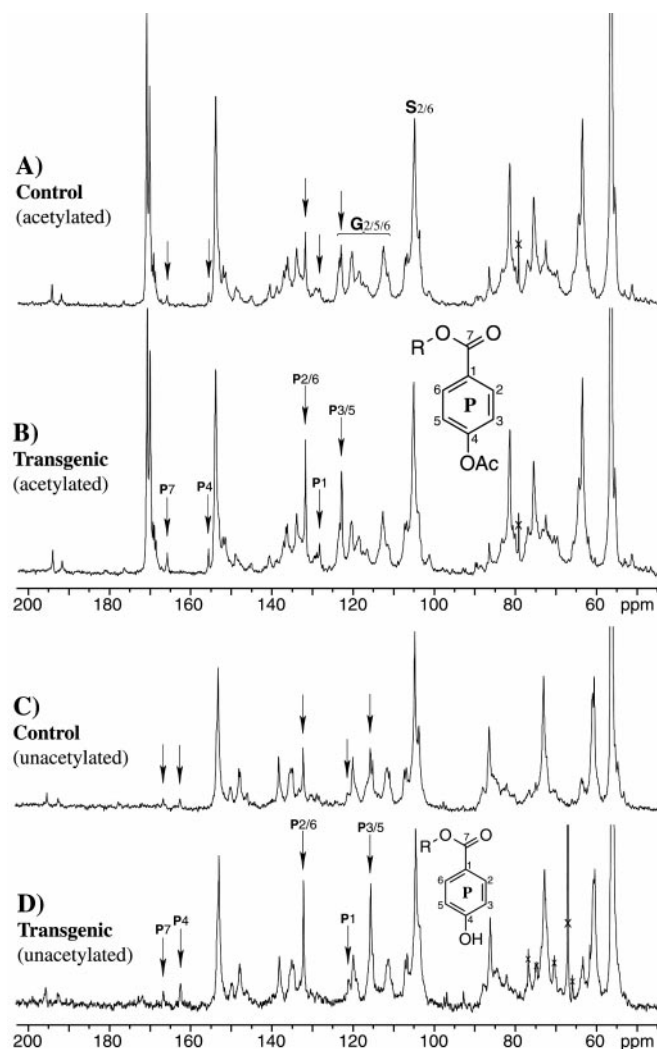 A)
Control
(acetylated)
S2/6
G2/5/6
x
B)
Transgenic
(acetylated)
P7
P4
P2/6
P1
P3/5
R
O
7
O
1
6
2
P
5
3
4
OAc
x
200 180 160 140 120 100 80 60 ppm
C)
Control
(unacetylated)
D)
Transgenic
(unacetylated)
P7
P4
P2/6
P1
P3/5
R
O
7
O
1
6
2
P
5
3
4
OH
x
x
x
x
x
200 180 160 140 120 100 80 60 ppm